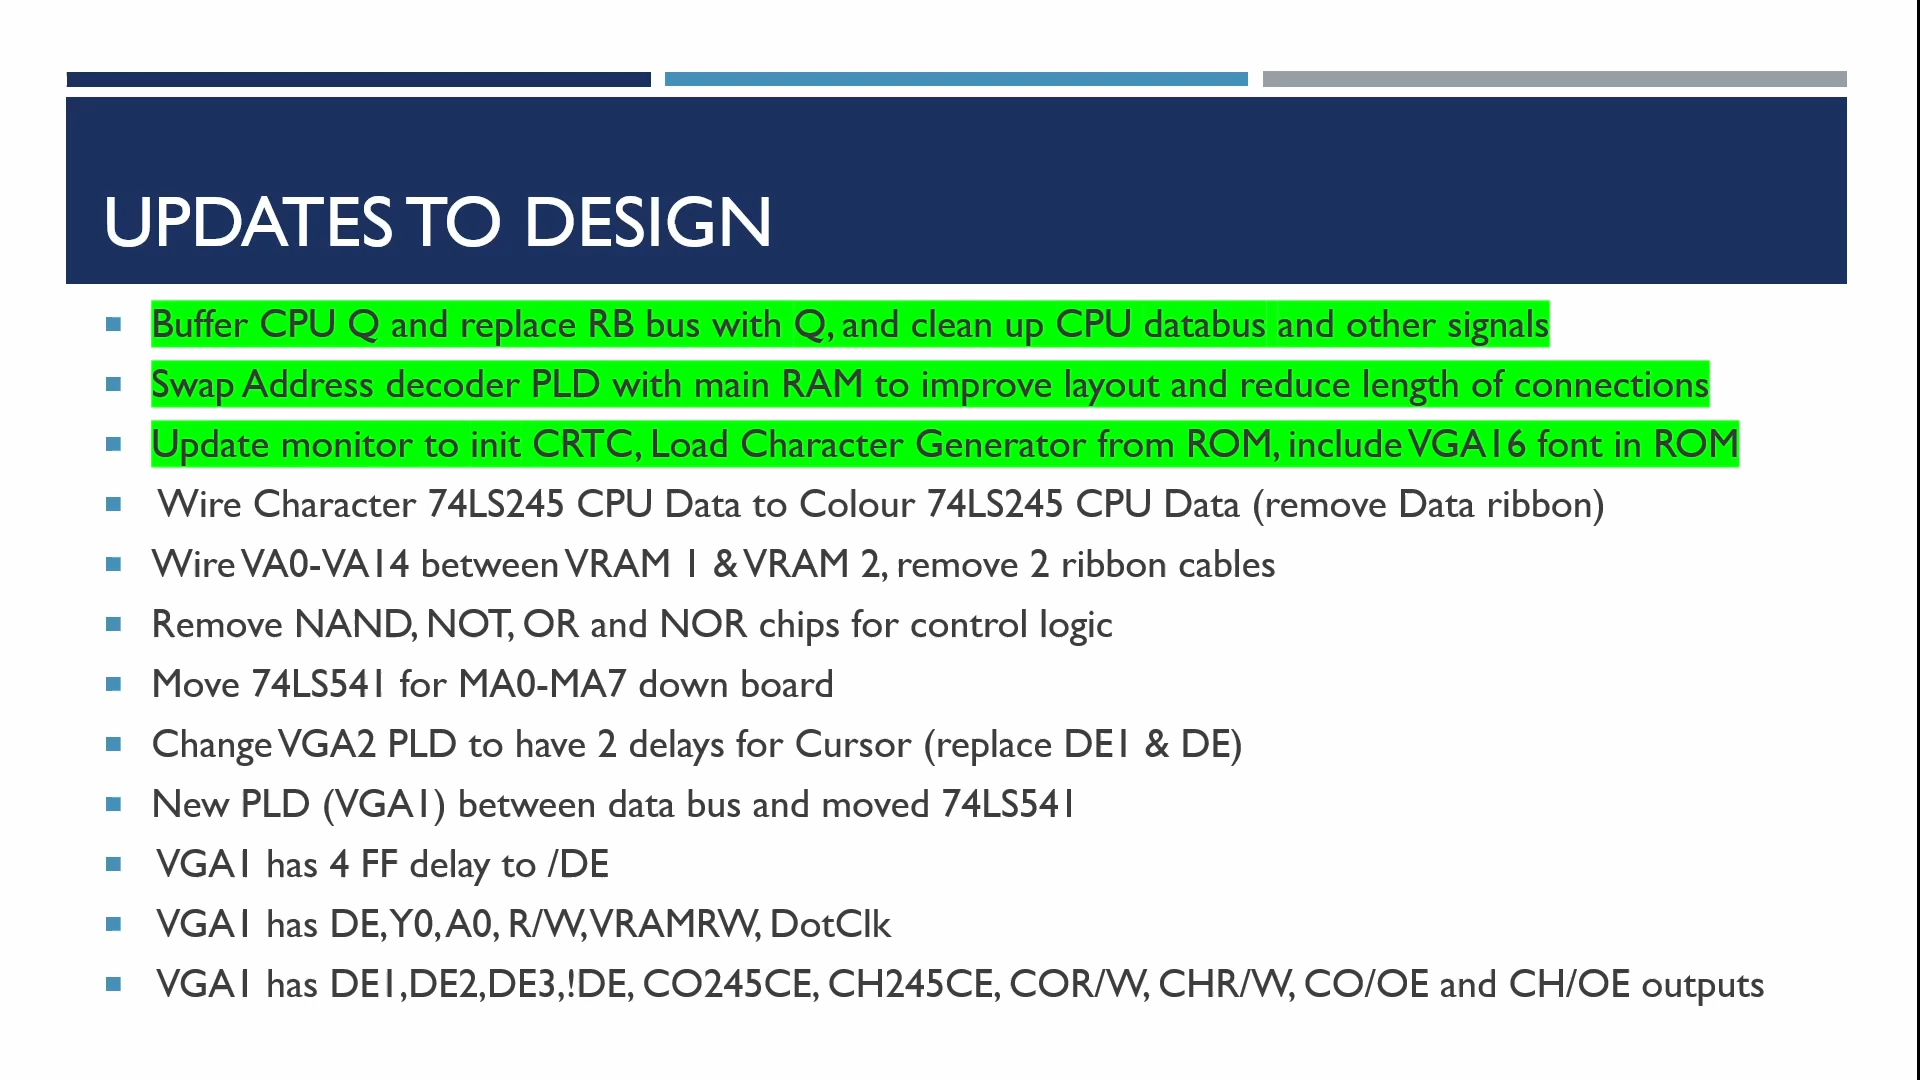 UPDATES TO DESIGN
Buffer CPU Q and replace RB bus with Q, and clean up CPU databus and other signals
Swap Address decoder PLD with main RAM to improve layout and reduce length of connections
Update monitor to init CRTC, Load Character Generator from ROM, include VGA16 font in ROM
Wire Character 74LS245 CPU Data to Colour 74LS245 CPU Data (remove Data ribbon)
Wire VA0-VA14 between VRAM 1 & VRAM 2, remove 2 ribbon cables
Remove NAND, NOT, OR and NOR chips for control logic
Move 74LS541 for MA0-MA7 down board
Change VGA2 PLD to have 2 delays for Cursor (replace DE1 & DE)
New PLD (VGA1) between data bus and moved 74LS541
VGA1 has 4 FF delay to /DE
VGA1 has DE, Y0, A0, R/W, VRAMRW, DotClk
VGA1 has DE1,DE2,DE3,!DE, CO245CE, CH245CE, COR/W, CHR/W, CO/OE and CH/OE outputs